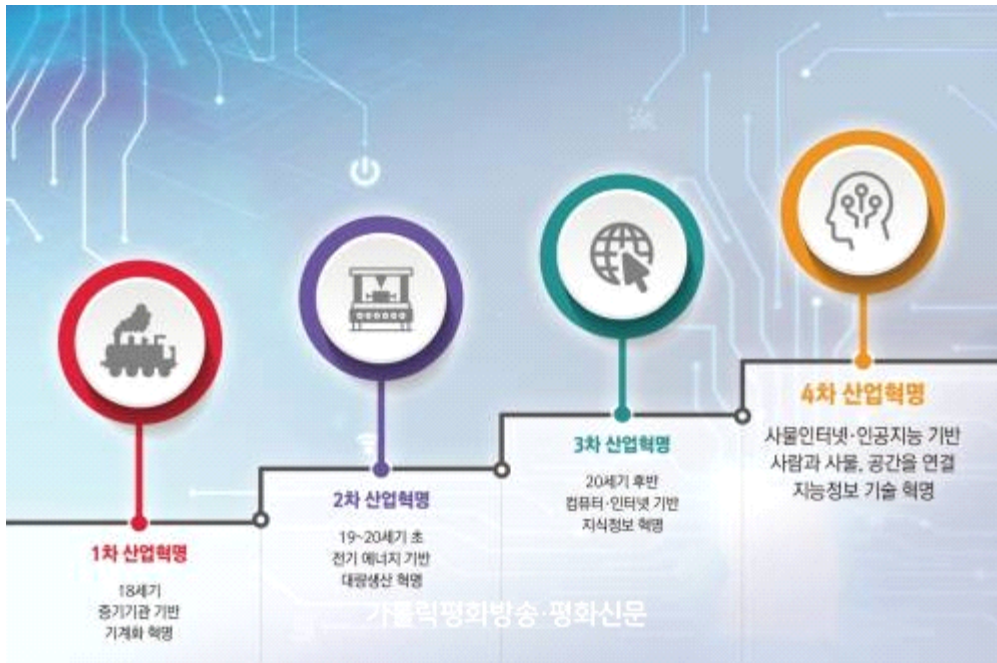 1차 산업혁명
18세기
증기기관 기반
기계화 혁명
2차 산업혁명
19~20세기 초
전기 에너지 기반
대량생산 혁명
3차 산업혁명
20세기 후반
컴퓨터·인터넷 기반
지식정보 혁명
4차 산업혁명
사물인터넷·인공지능 기반
사람과 사물, 공간을 연결
지능정보 기술 혁명
가톨릭평화방송·평화신문